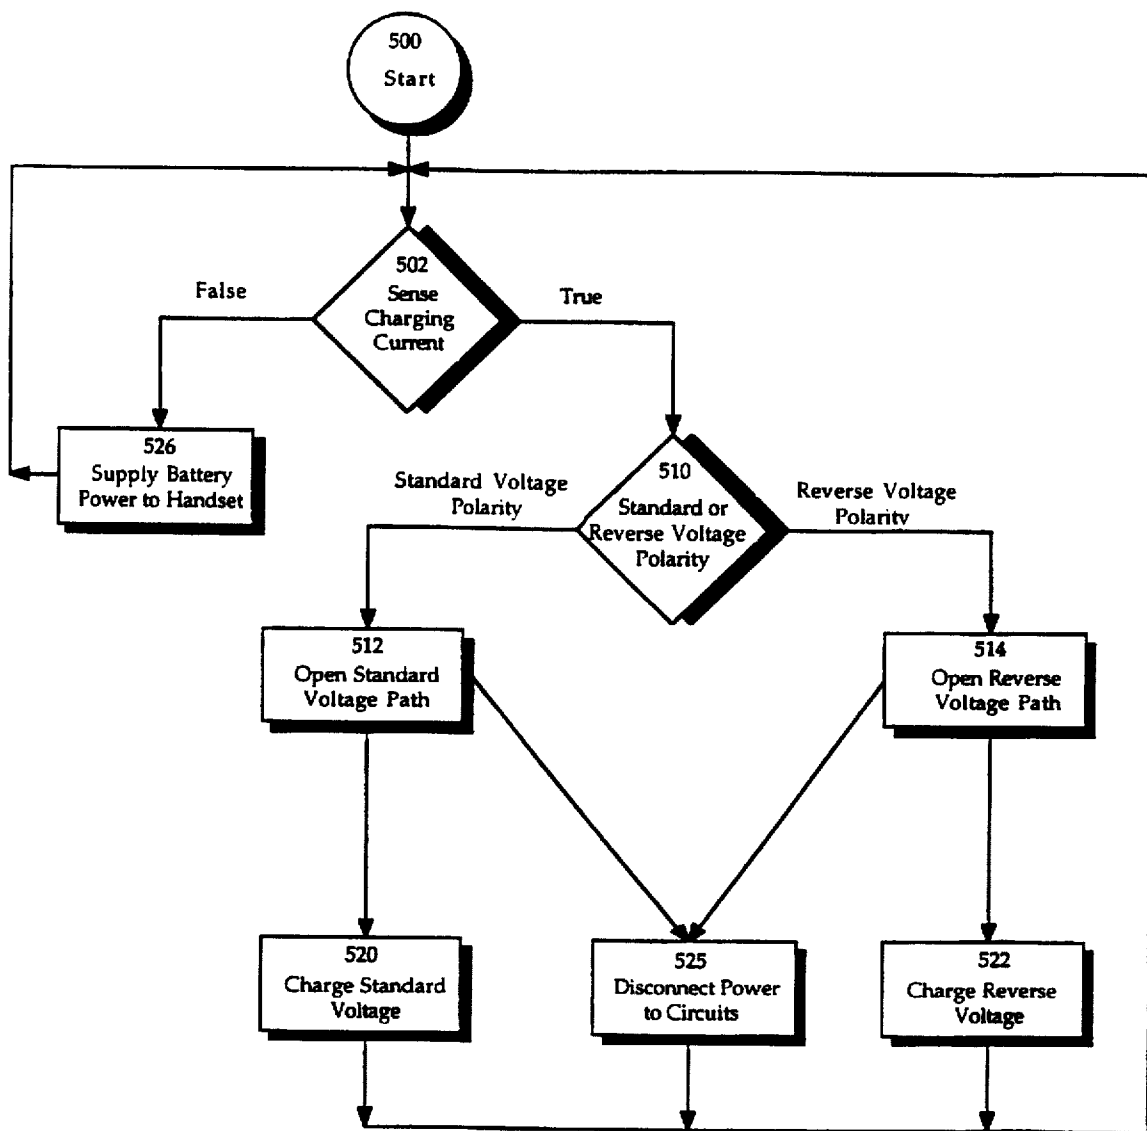 500
Start
502
Sense
Charging
Current
False
True
526
Supply Battery
Power to Handset
510
Standard or
Reverse Voltage
Polarity
Standard Voltage
Polarity
Reverse Voltage
Polarity
512
Open Standard
Voltage Path
514
Open Reverse
Voltage Path
520
Charge Standard
Voltage
525
Disconnect Power
to Circuits
522
Charge Reverse
Voltage